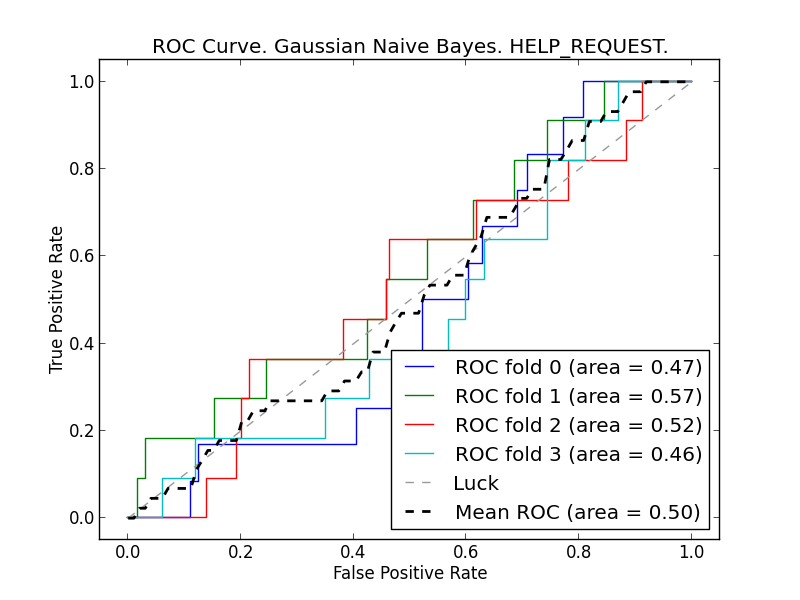 ROC Curve. Gaussian Naive Bayes. HELP_REQUEST.
1.0
0.8
0.6
0.4
0.2
0.0
True Positive Rate
ROC fold 0 (area = 0.47)
ROC fold 1 (area = 0.57)
ROC fold 2 (area = 0.52)
ROC fold 3 (area = 0.46)
Luck
Mean ROC (area = 0.50)
0.0 0.2 0.4 0.6 0.8 1.0
False Positive Rate